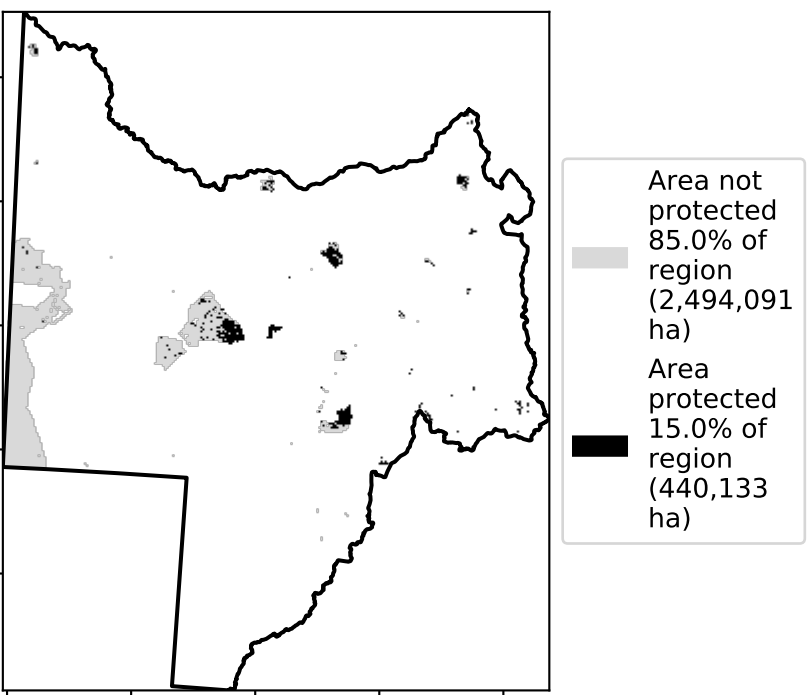 Area not
protected
85.0% of
region
(2,494,091
ha)
Area
protected
15.0% of
region
(440,133
ha)